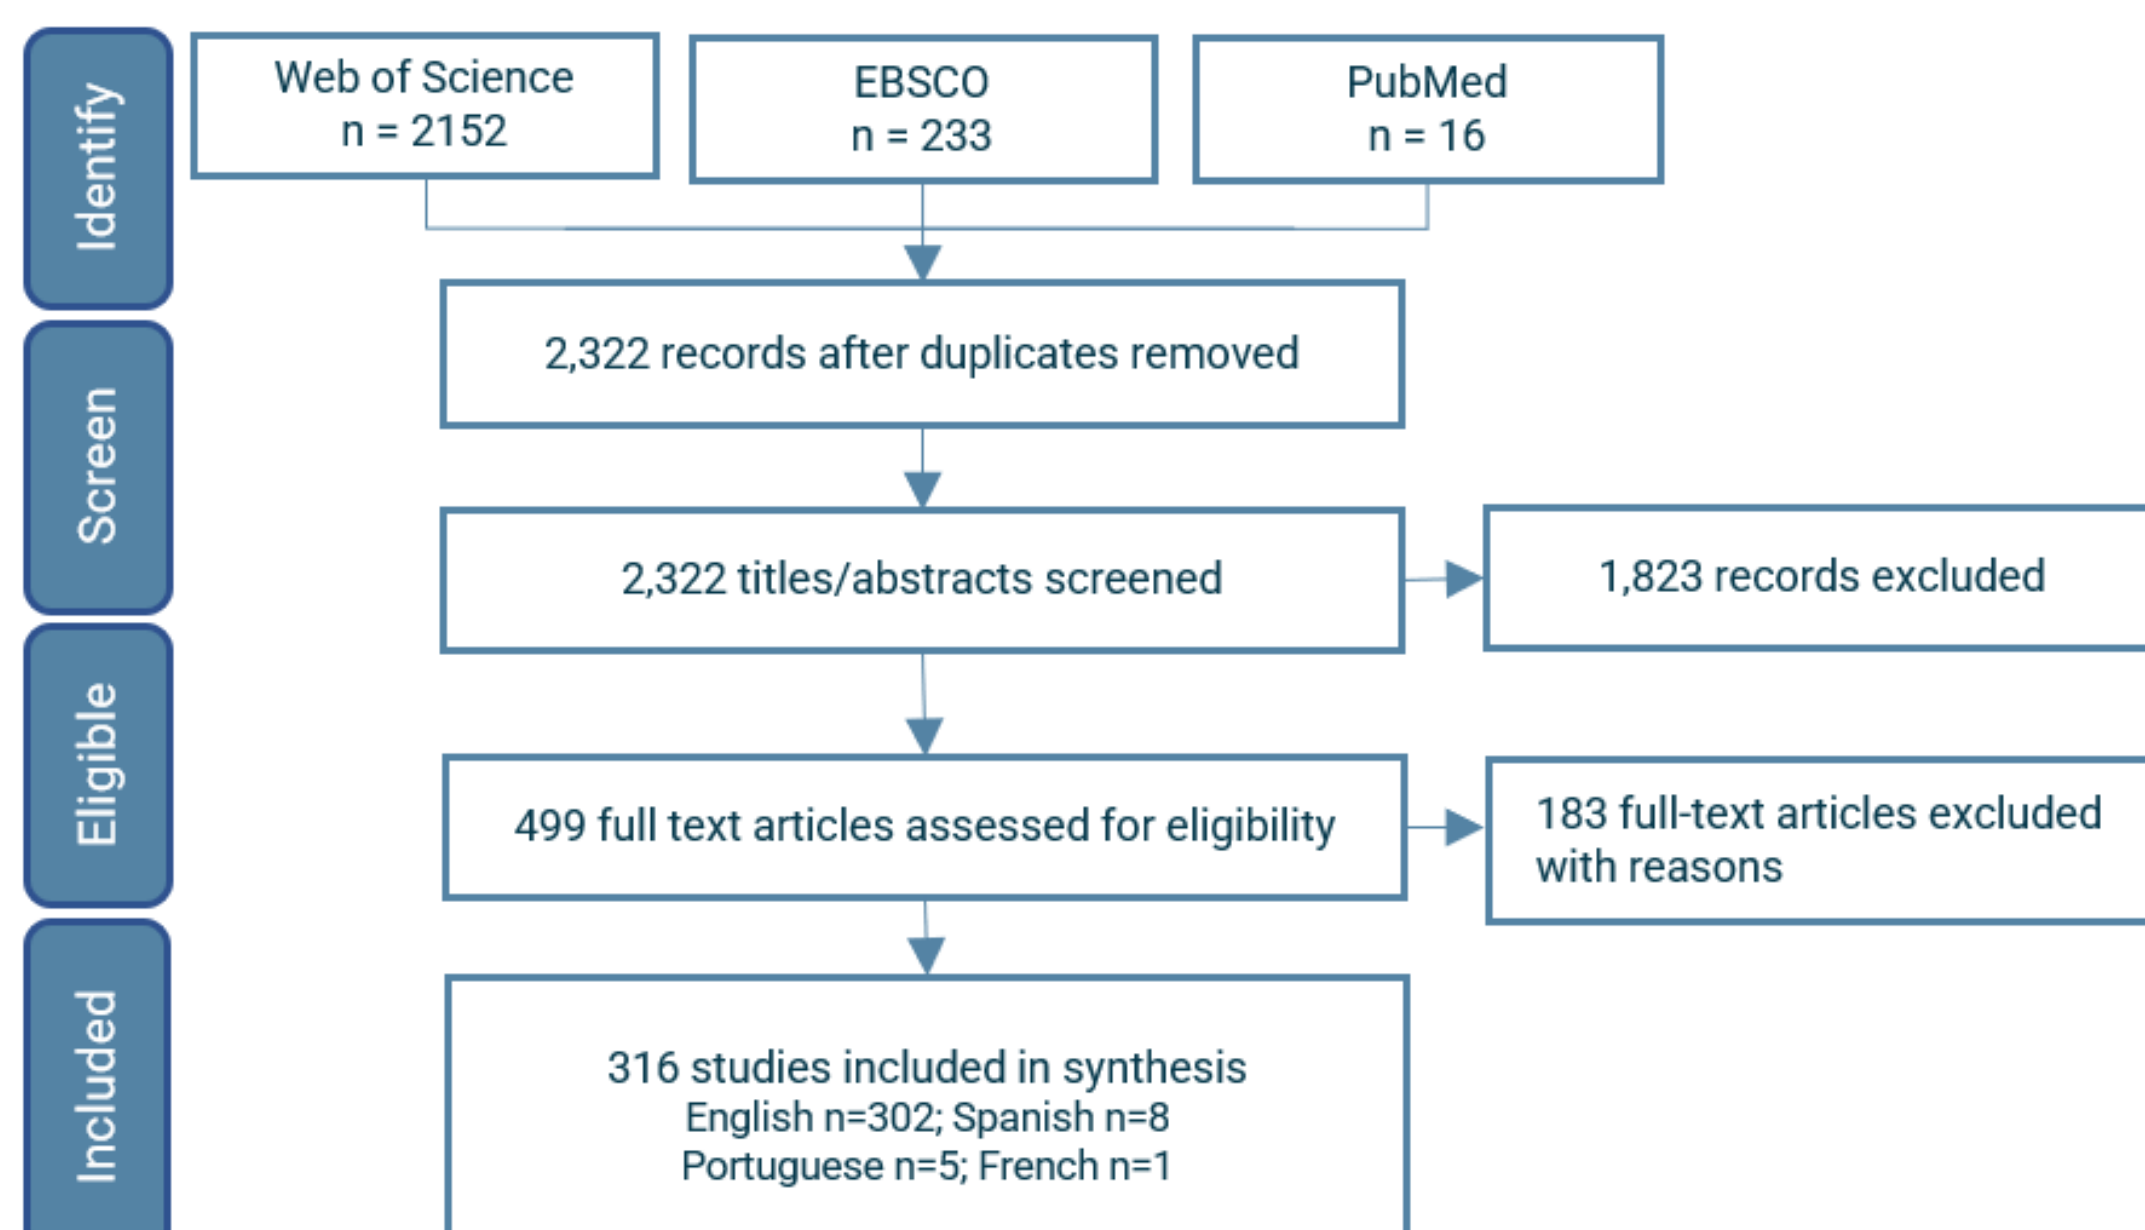 Identify
Web of Science
n = 2152
EBSCO
n = 233
PubMed
n = 16
Screen
2,322 records after duplicates removed
2,322 titles/abstracts screened
1,823 records excluded
Eligible
499 full text articles assessed for eligibility
183 full-text articles excluded
with reasons
Included
316 studies included in synthesis
English n=302; Spanish n=8
Portuguese n=5; French n=1